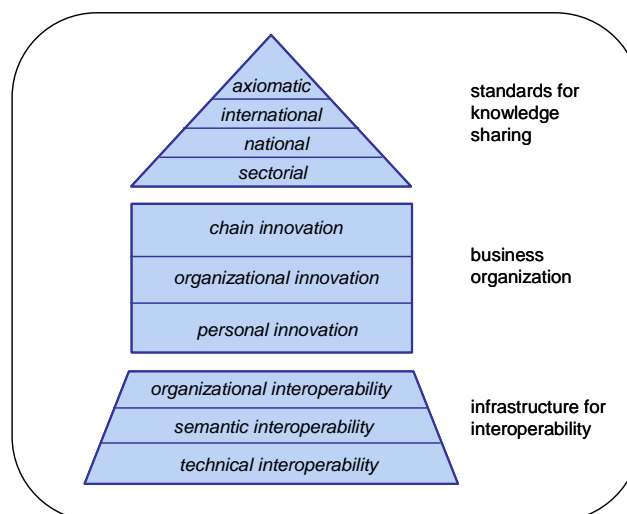 axiomatic
international
national
sectorial
standards for
knowledge
sharing
chain innovation
organizational innovation
personal innovation
business
organization
organizational interoperability
semantic interoperability
technical interoperability
infrastructure for
interoperability